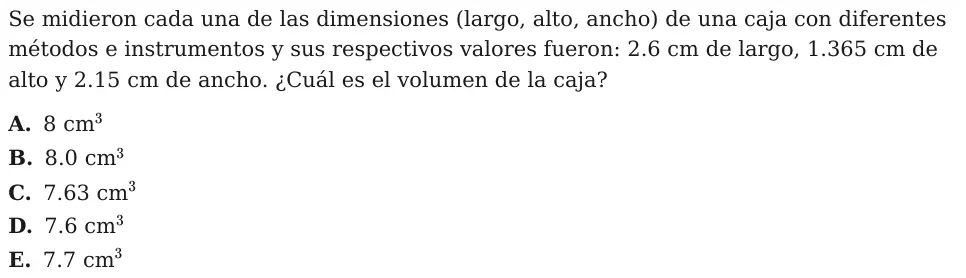 Se midieron cada una de las dimensiones (largo, alto, ancho) de una caja con diferentes
métodos e instrumentos y sus respectivos valores fueron: 2.6 cm de largo, 1.365 cm de
alto y 2.15 cm de ancho. ¿Cuál es el volumen de la caja?
A. 8 cm³
B. 8.0 cm³
C. 7.63 cm³
D. 7.6 cm³
E. 7.7 cm³